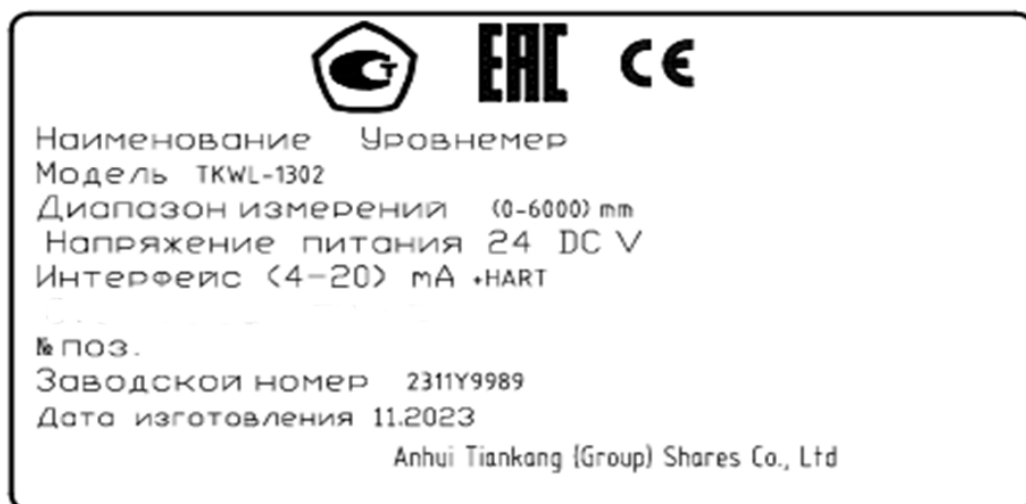 EAC CE
Наименование Уровнемер
Модель TKWL-1302
Диапазон измерений (0-6000) mm
Напряжение питания 24 DC V
Интерфейс (4-20) mA +HART
№ поз.
Заводской номер 2311Y9989
Дата изготовления 11.2023
Anhui Tiankang (Group) Shares Co., Ltd